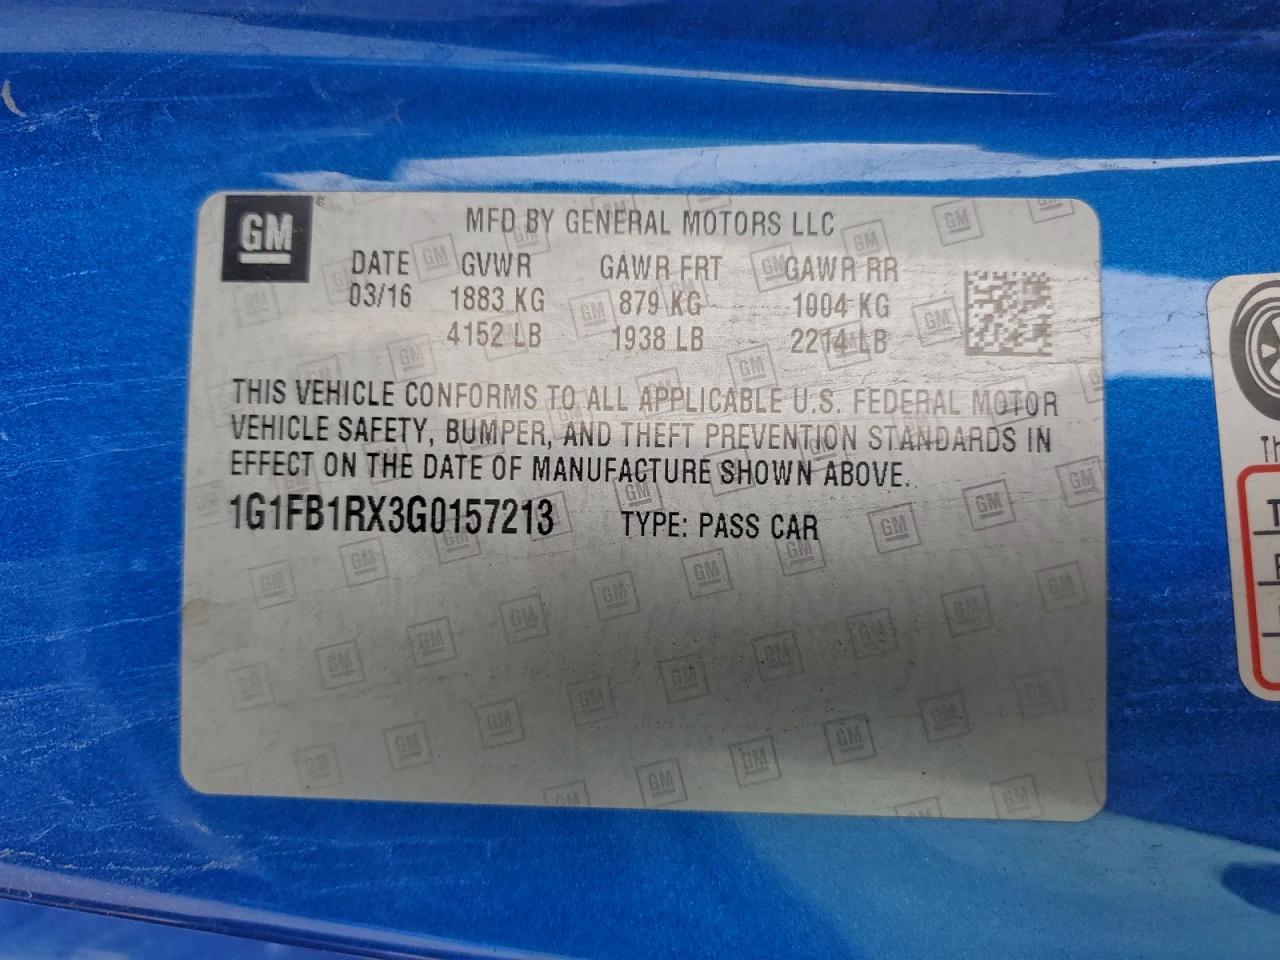 GM
MFD BY GENERAL MOTORS LLC
DATE GVWR GAWR FRT GAWR RR
03/16 1883 KG 879 KG 1004 KG
4152 LB 1938 LB 2214 LB
THIS VEHICLE CONFORMS TO ALL APPLICABLE U.S. FEDERAL MOTOR
VEHICLE SAFETY, BUMPER, AND THEFT PREVENTION STANDARDS IN
EFFECT ON THE DATE OF MANUFACTURE SHOWN ABOVE.
1G1FB1RX3G0157213 TYPE: PASS CAR